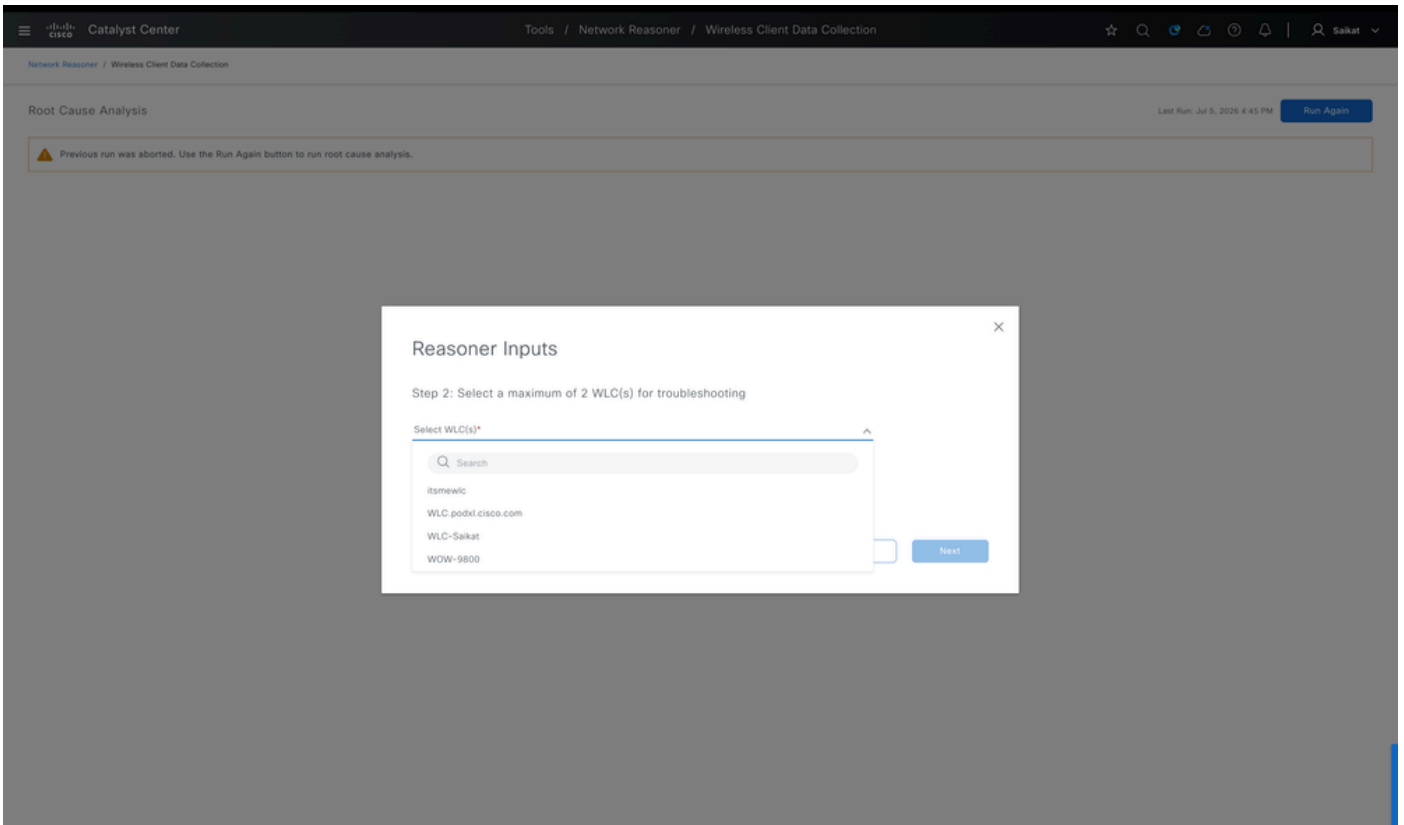 CISCO Catalyst Center
Tools / Network Reasoner / Wireless Client Data Collection
Saikat
Network Reasoner / Wireless Client Data Collection
Root Cause Analysis
Last Run: Jul 5, 2026 4:45 PM
Run Again
Previous run was aborted. Use the Run Again button to run root cause analysis.
Reasoner Inputs
Step 2: Select a maximum of 2 WLC(s) for troubleshooting
Select WLC(s)*
Search
itsmewlc
WLC.podxl.cisco.com
WLC-Saikat
WOW-9800
Next